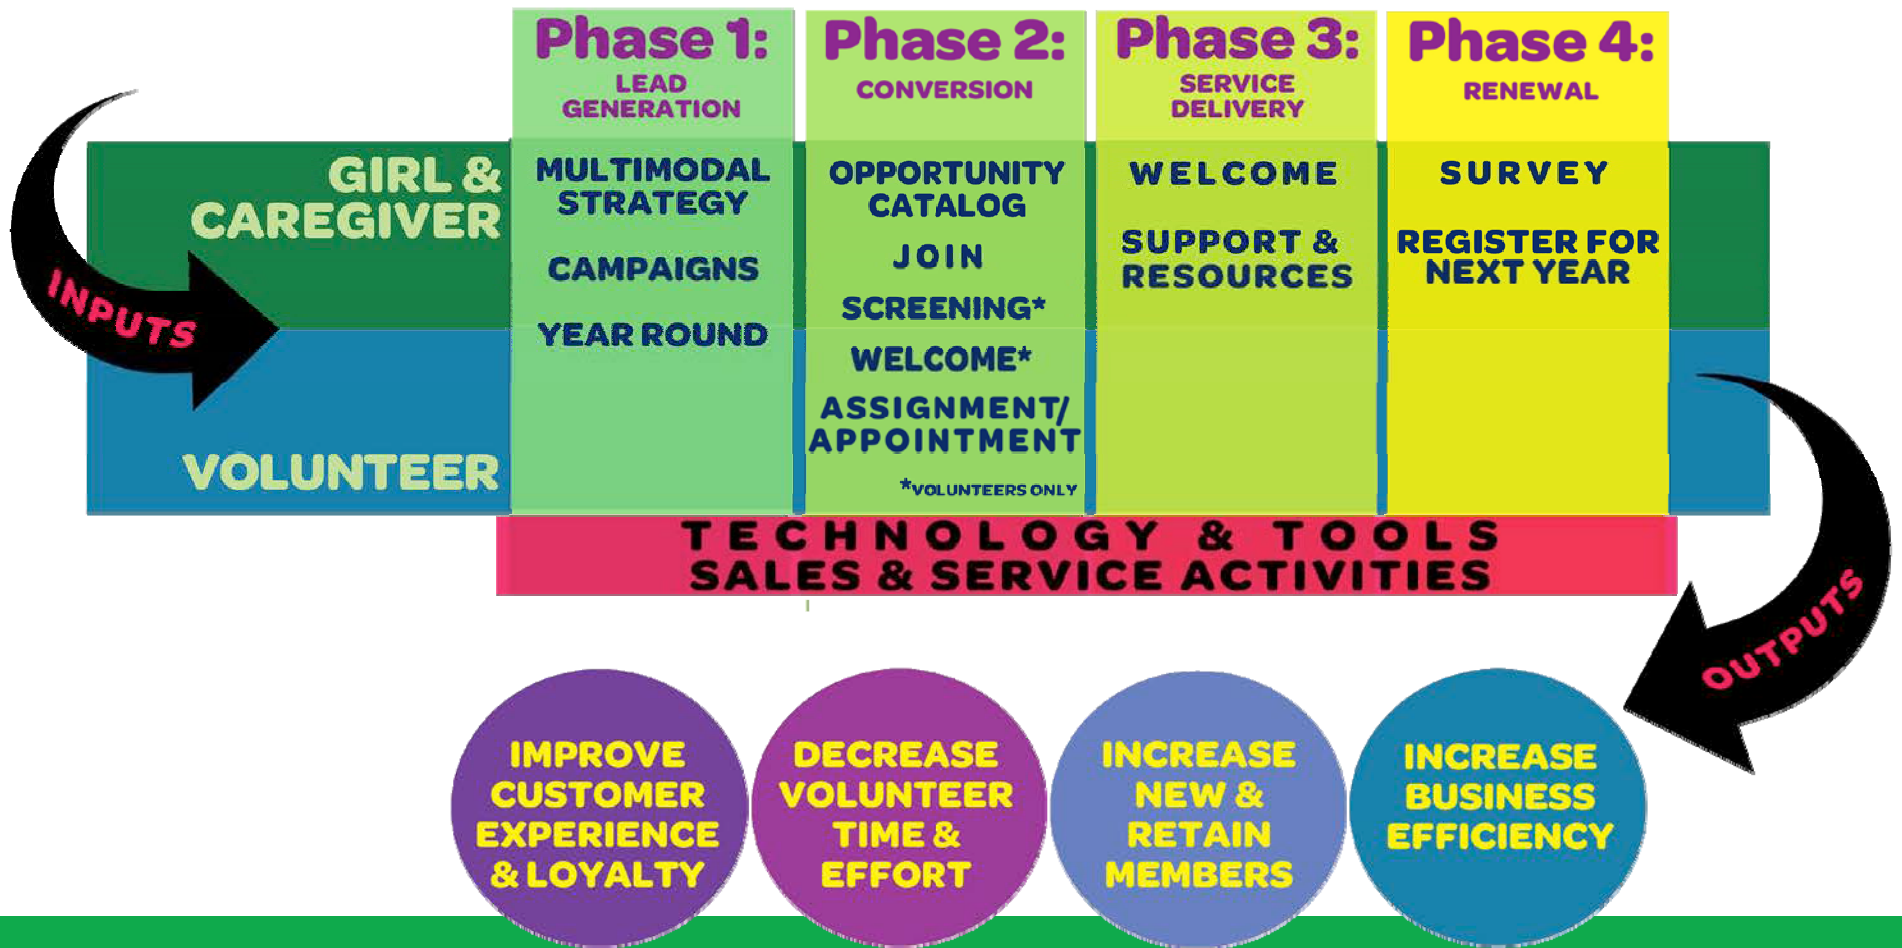 Phase 1:
LEAD
GENERATION
Phase 2:
CONVERSION
Phase 3:
SERVICE
DELIVERY
Phase 4:
RENEWAL
GIRL &
CAREGIVER
VOLUNTEER
INPUTS
MULTIMODAL
STRATEGY
CAMPAIGNS
YEAR ROUND
OPPORTUNITY
CATALOG
JOIN
SCREENING*
WELCOME*
ASSIGNMENT/
APPOINTMENT
*VOLUNTEERS ONLY
WELCOME
SUPPORT &
RESOURCES
SURVEY
REGISTER FOR
NEXT YEAR
TECHNOLOGY & TOOLS
SALES & SERVICE ACTIVITIES
OUTPUTS
IMPROVE
CUSTOMER
EXPERIENCE
& LOYALTY
DECREASE
VOLUNTEER
TIME &
EFFORT
INCREASE
NEW &
RETAIN
MEMBERS
INCREASE
BUSINESS
EFFICIENCY